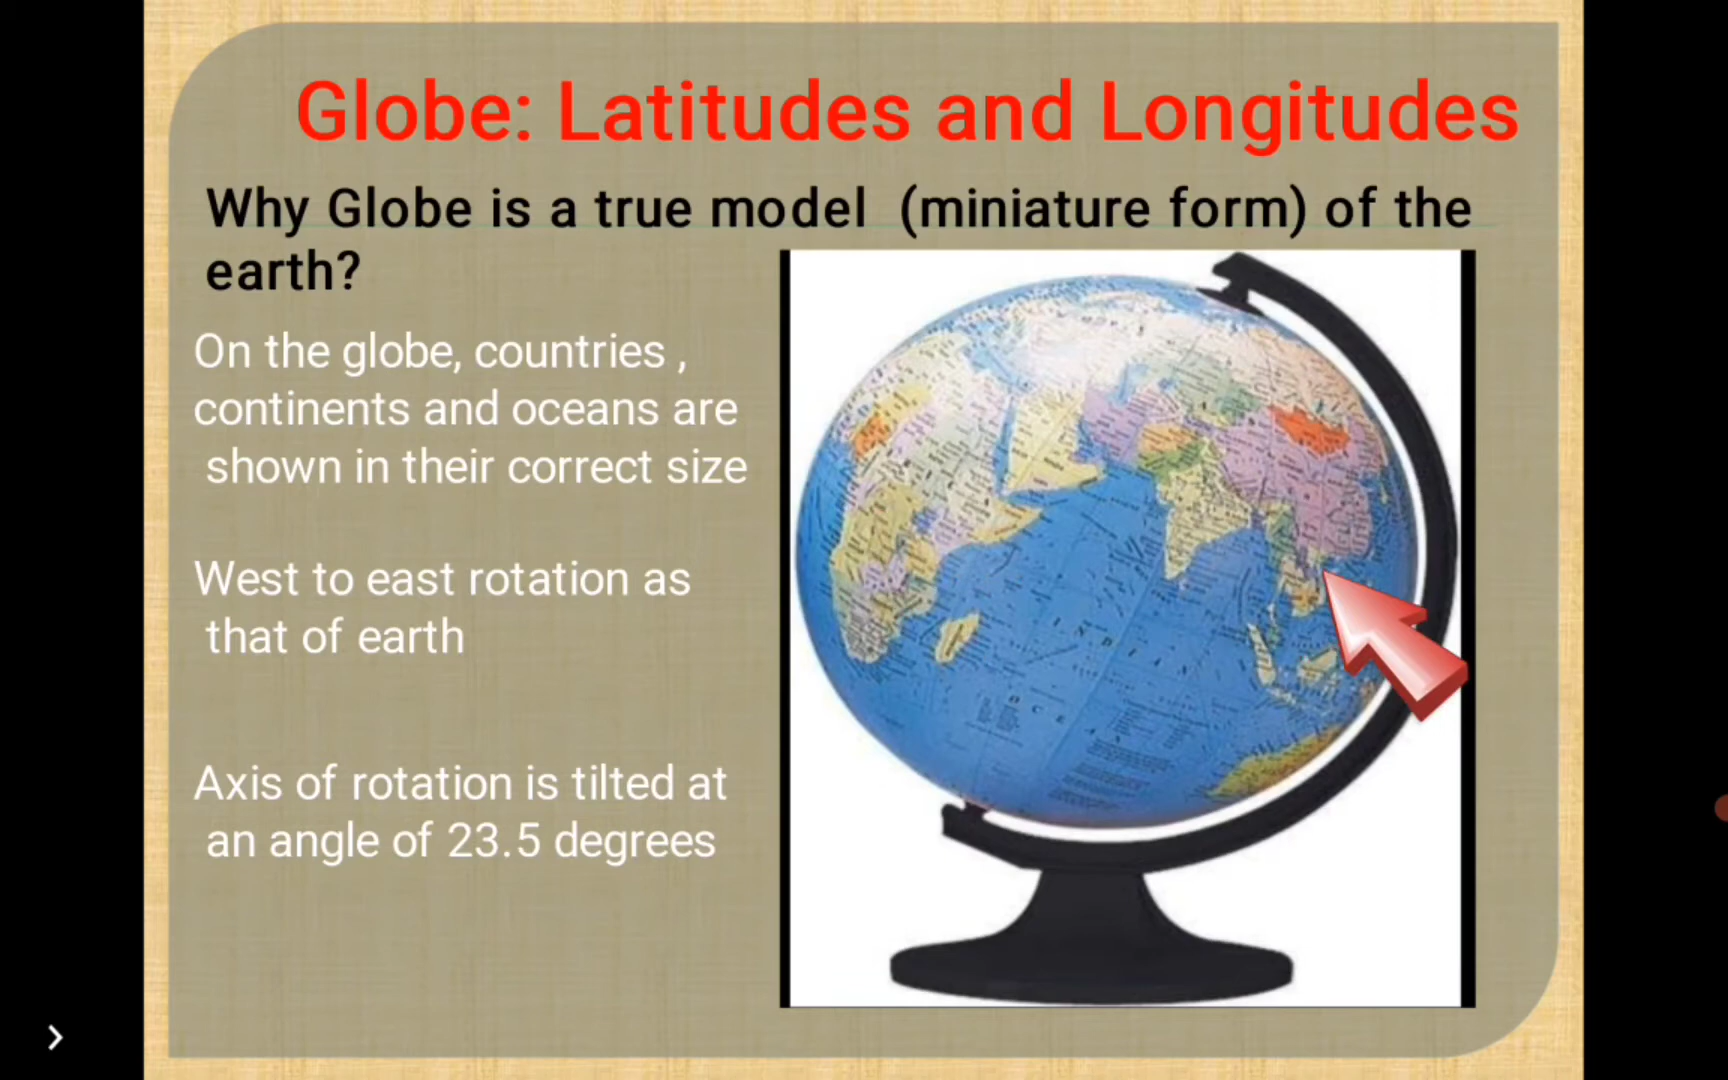 Globe: Latitudes and Longitudes
Why Globe is a true model (miniature form) of the
earth?
On the globe, countries ,
continents and oceans are
shown in their correct size
West to east rotation as
that of earth
Axis of rotation is tilted at
an angle of 23.5 degrees
I N D I A N
O C E A N